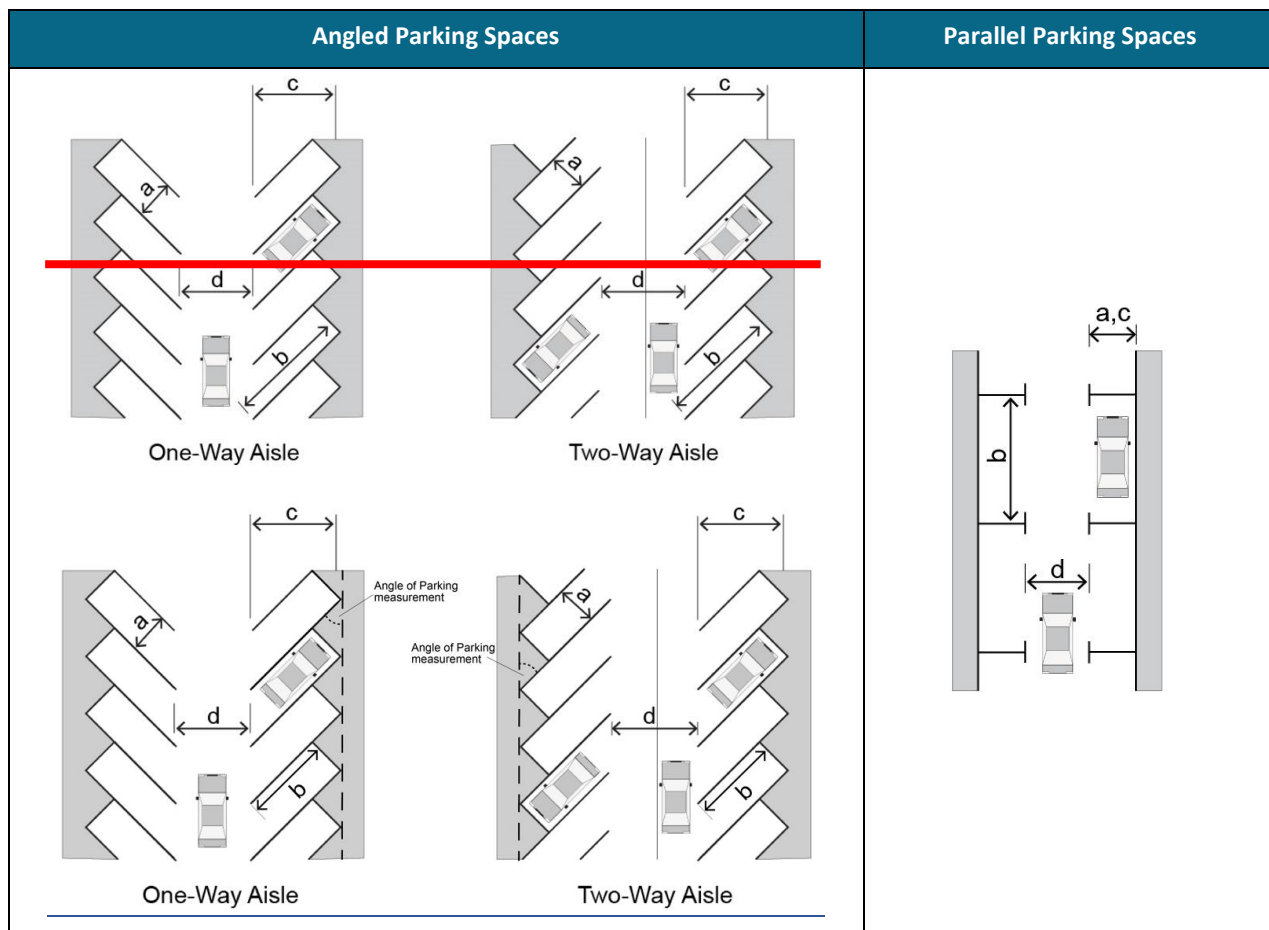 Angled Parking Spaces
Parallel Parking Spaces
c
c
a
a
d
d
b
b
One-Way Aisle
Two-Way Aisle
a,c
b
d
c
c
Angle of Parking
measurement
a
a
Angle of Parking
measurement
d
d
b
b
One-Way Aisle
Two-Way Aisle